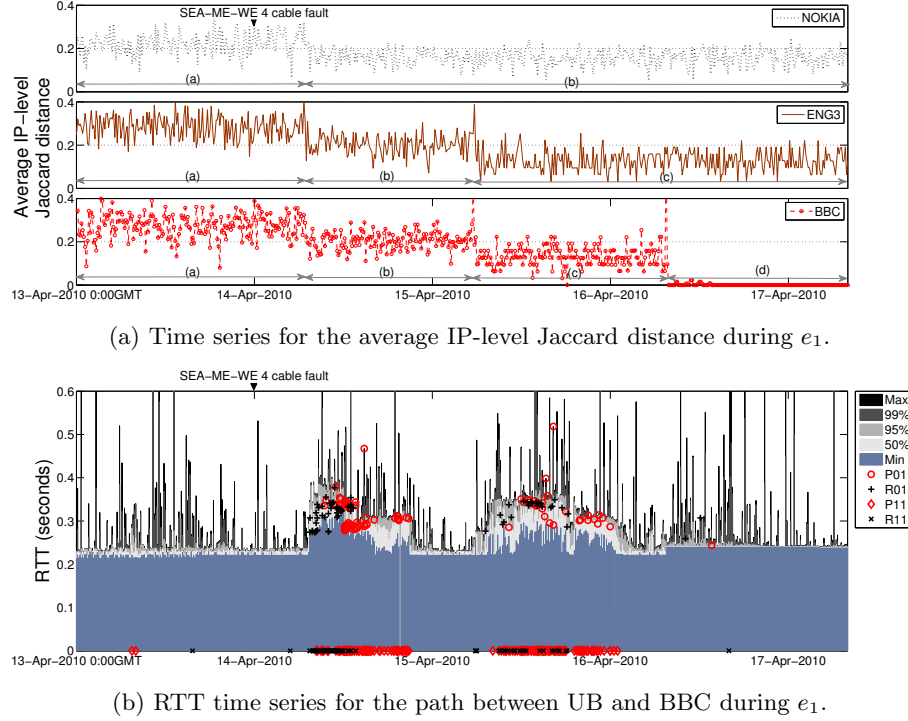 SEA-ME-WE 4 cable fault
0.4
NOKIA
0.2
(a)
(b)
0
0.4
ENG3
0.2
(a)
(b)
(c)
0
0.4
BBC
0.2
(a)
(b)
(c)
(d)
0
Average IP-level
Jaccard distance
13-Apr-2010 0:00GMT
14-Apr-2010
15-Apr-2010
16-Apr-2010
17-Apr-2010
(a) Time series for the average IP-level Jaccard distance during e₁.
SEA-ME-WE 4 cable fault
0.6
0.5
0.4
0.3
0.2
0.1
0
RTT (seconds)
Max
99%
95%
50%
Min
P01
R01
P11
R11
13-Apr-2010 0:00GMT
14-Apr-2010
15-Apr-2010
16-Apr-2010
17-Apr-2010
(b) RTT time series for the path between UB and BBC during e₁.